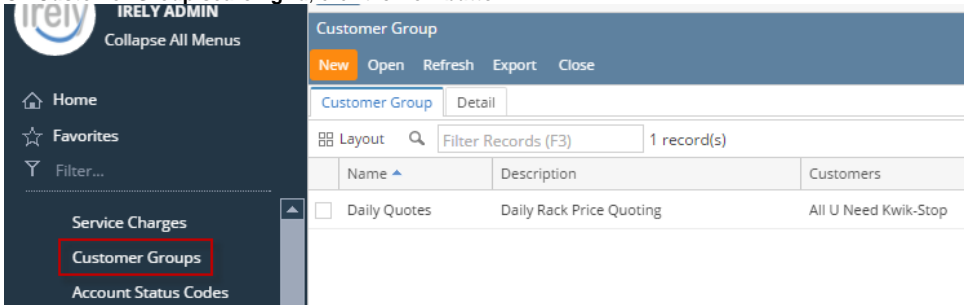 irely
IRELY ADMIN
Collapse All Menus
Home
Favorites
Filter...
Service Charges
Customer Groups
Account Status Codes
Customer Group
New Open Refresh Export Close
Customer Group Detail
Layout Filter Records (F3) 1 record(s)
Name Description Customers
Daily Quotes Daily Rack Price Quoting All U Need Kwik-Stop